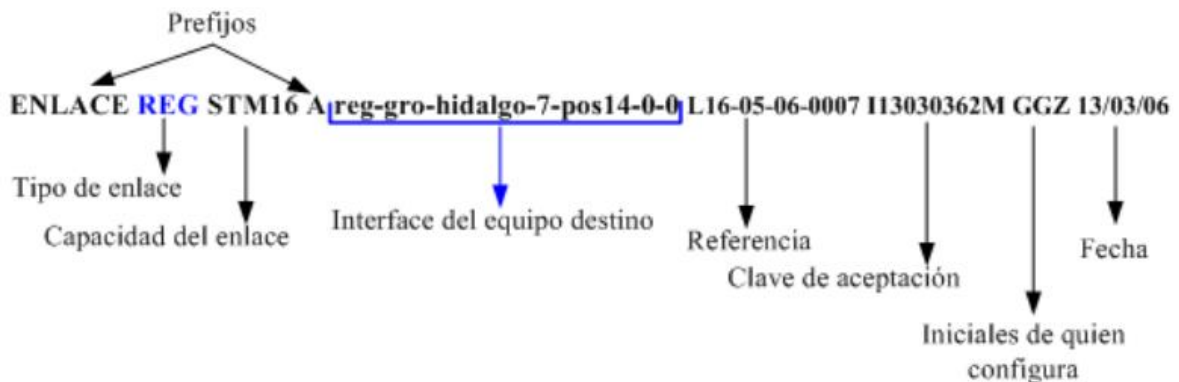 Prefijos
ENLACE REG STM16 A reg-gro-hidalgo-7-pos14-0-0 L16-05-06-0007 I13030362M GGZ 13/03/06
Tipo de enlace
Capacidad del enlace
Interface del equipo destino
Referencia
Clave de aceptación
Fecha
Iniciales de quien
configura